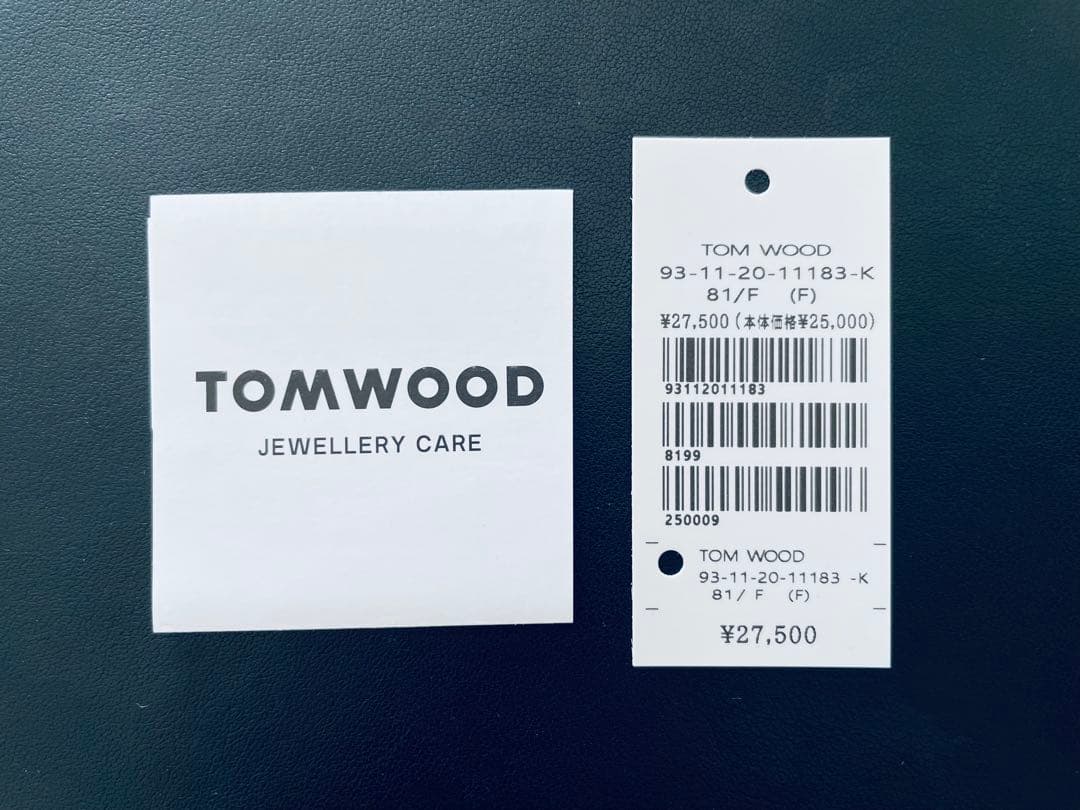 TOMWOOD
JEWELLERY CARE
TOM WOOD
93-11-20-11183-K
81/F (F)
¥27,500(本体価格¥25,000)
93112011183
8199
250009
TOM WOOD
93-11-20-11183 -K
81/ F (F)
¥27,500